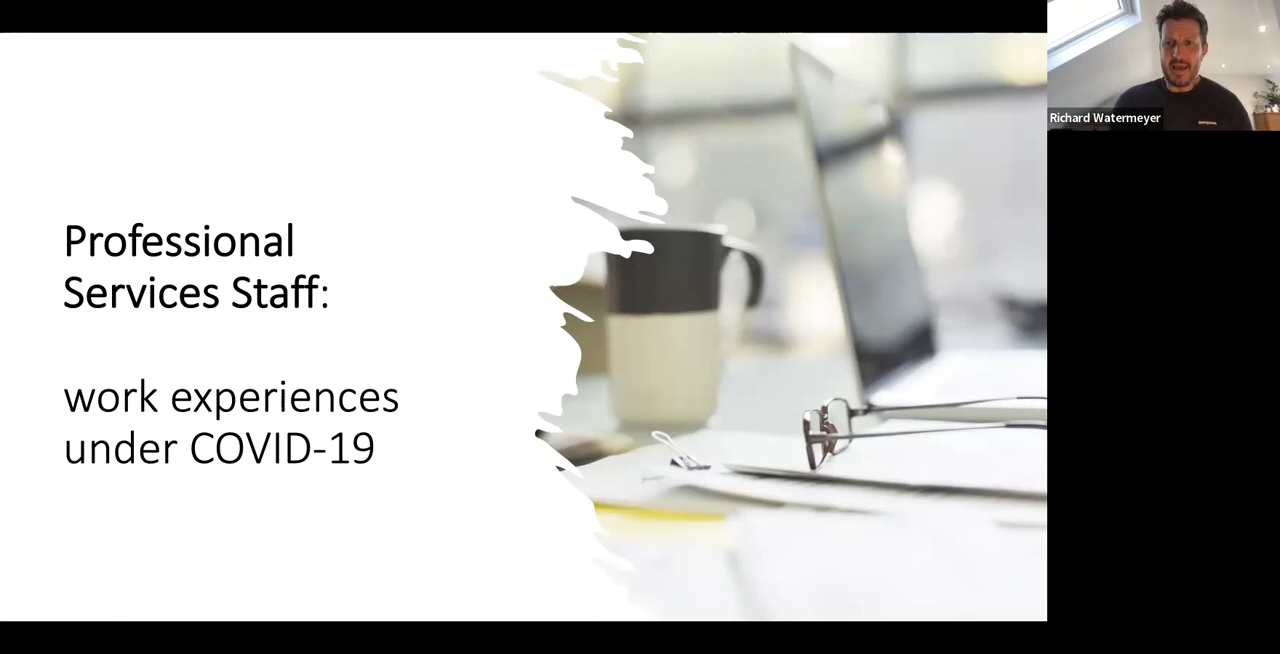 Professional
Services Staff:
work experiences
under COVID-19
Richard Watermeyer